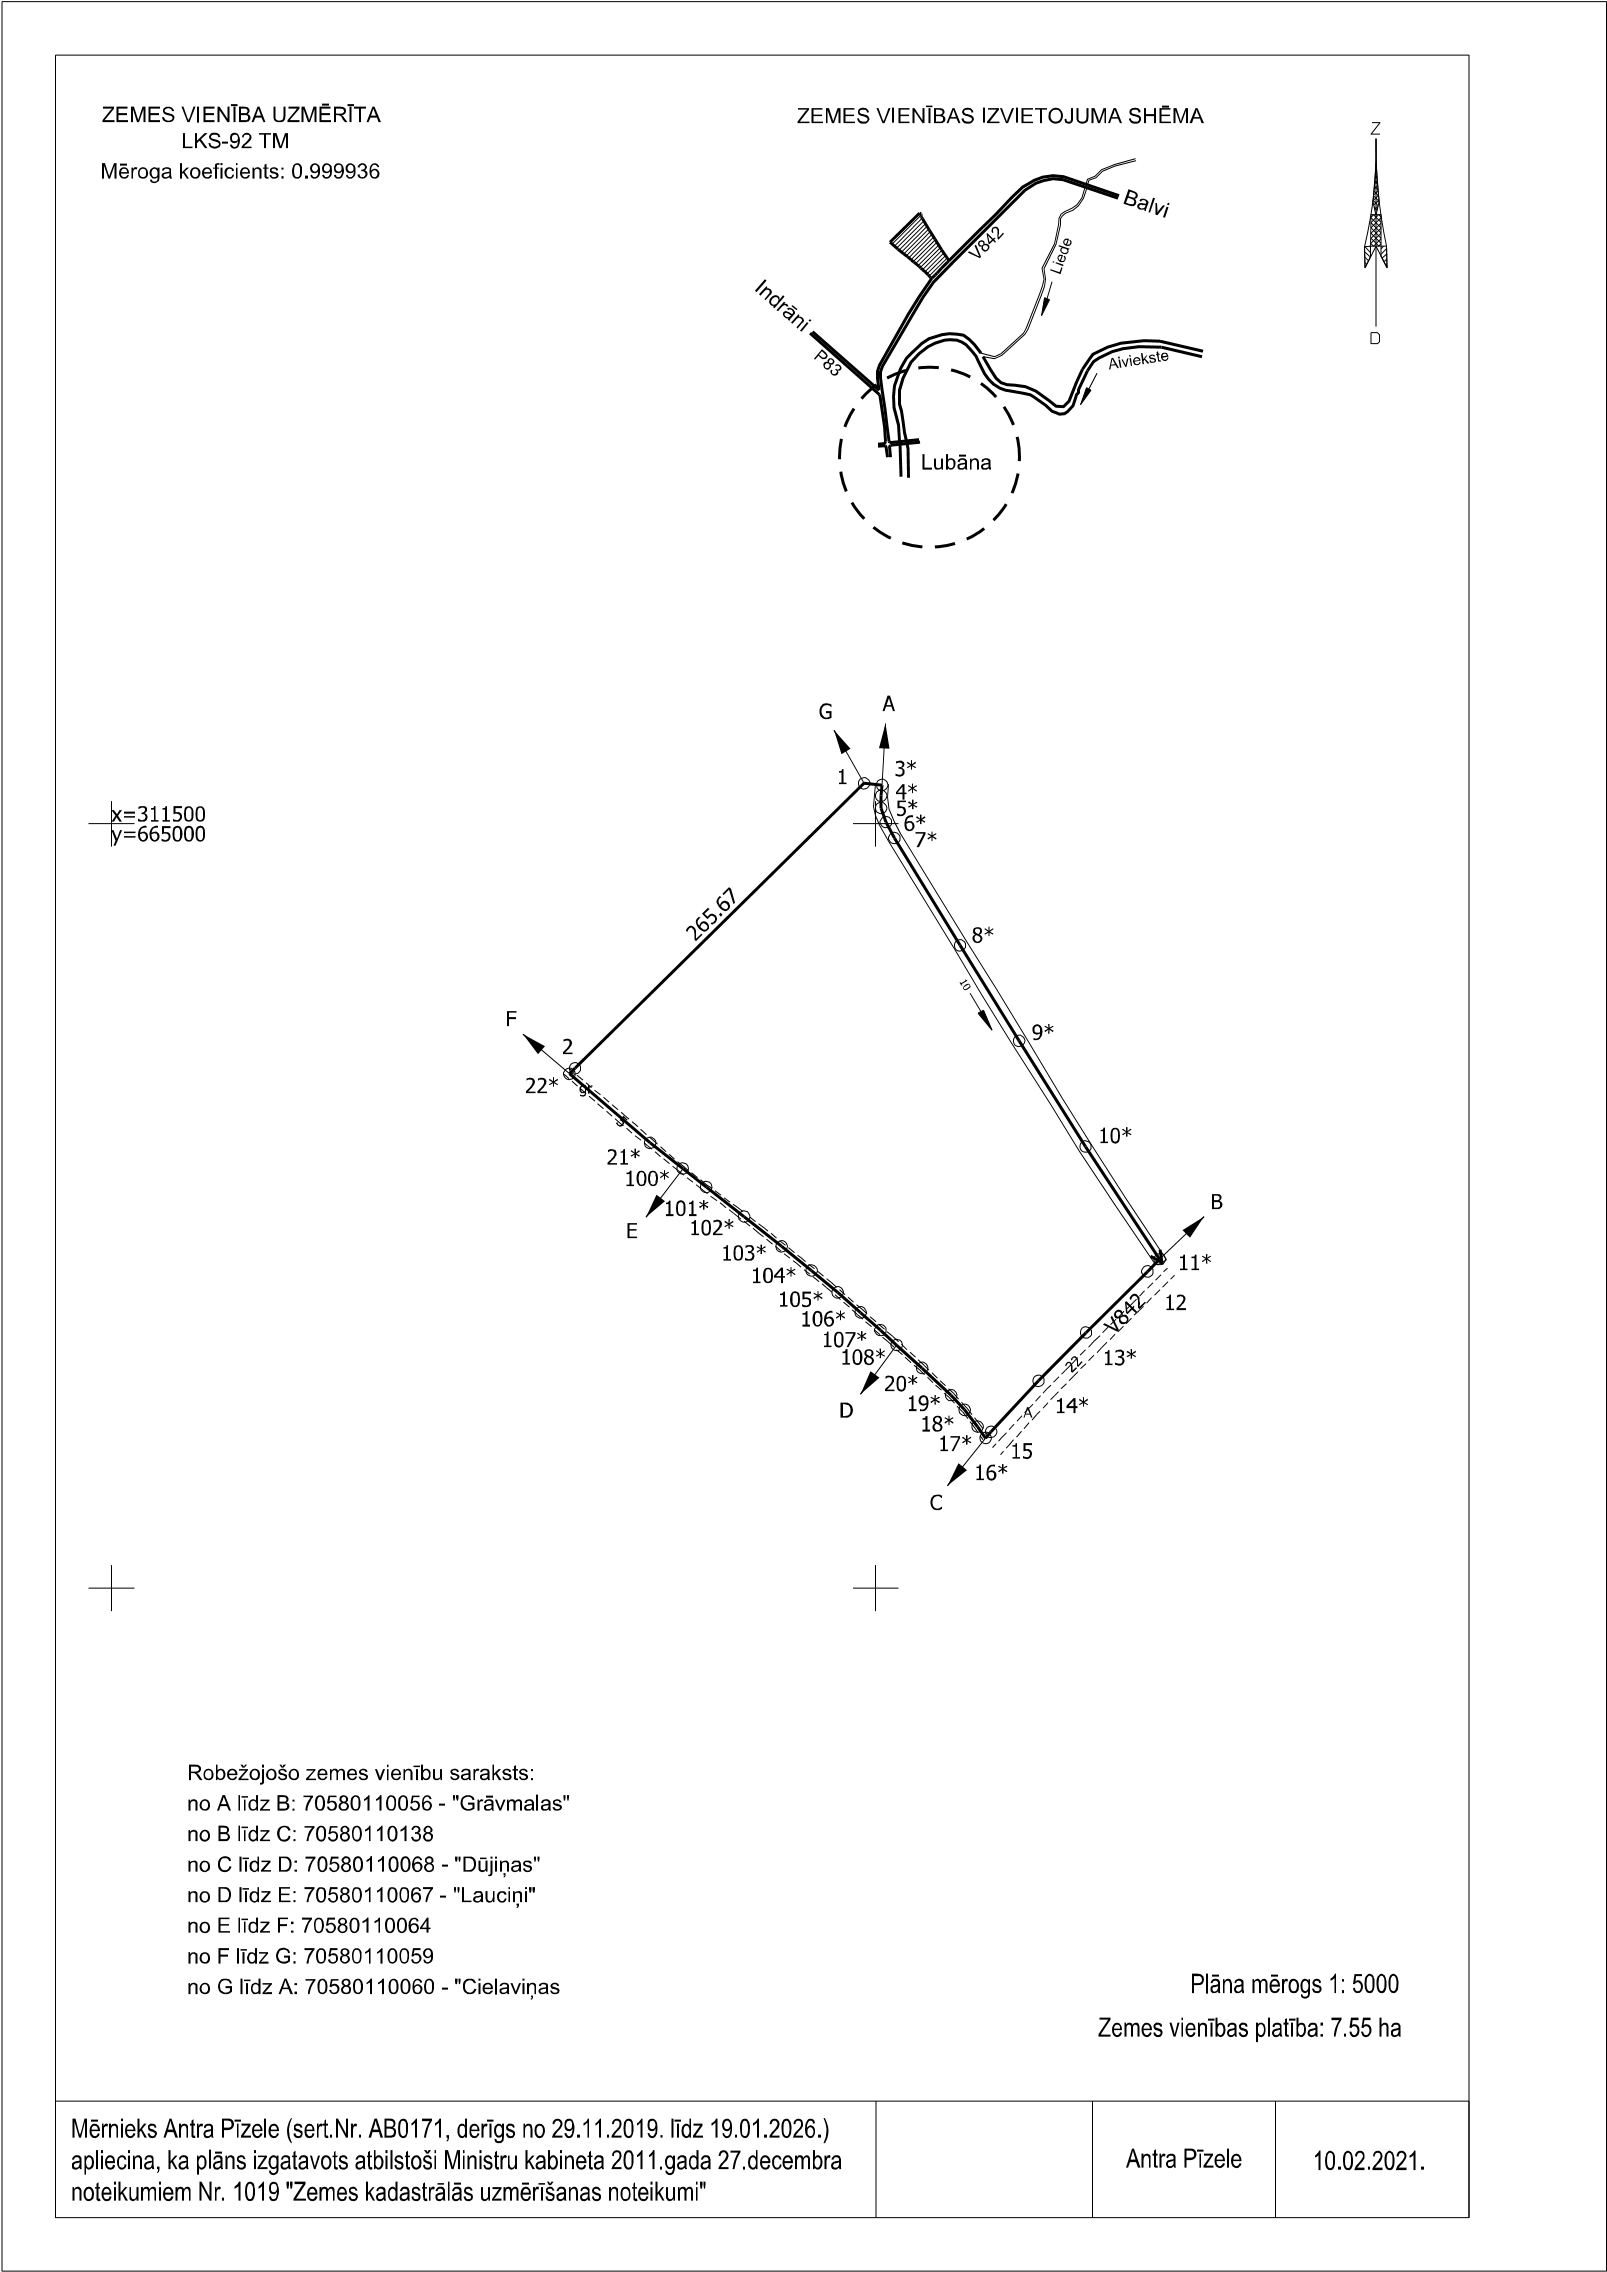 ZEMES VIENĪBA UZMĒRĪTA
LKS-92 TM
Mēroga koeficients: 0.999936
ZEMES VIENĪBAS IZVIETOJUMA SHĒMA
Z
D
Balvi
V842
Liede
Indrāni
P83
Aiviekste
Lubāna
G
A
1
3*
4*
5*
6*
7*
x=311500
y=665000
265.67
8*
10
9*
F
2
22*
10*
21*
100*
101*
102*
103*
104*
105*
106*
107*
108*
20*
19*
18*
17*
16*
E
D
C
B
11*
12
V842
13*
22
14*
A
15
Robežojošo zemes vienību saraksts:
no A līdz B: 70580110056 - "Grāvmalas"
no B līdz C: 70580110138
no C līdz D: 70580110068 - "Dūjiņas"
no D līdz E: 70580110067 - "Lauciņi"
no E līdz F: 70580110064
no F līdz G: 70580110059
no G līdz A: 70580110060 - "Cielaviņas
Plāna mērogs 1: 5000
Zemes vienības platība: 7.55 ha
Mērnieks Antra Pīzele (sert.Nr. AB0171, derīgs no 29.11.2019. līdz 19.01.2026.)
apliecina, ka plāns izgatavots atbilstoši Ministru kabineta 2011.gada 27.decembra
noteikumiem Nr. 1019 "Zemes kadastrālās uzmērīšanas noteikumi"
Antra Pīzele
10.02.2021.